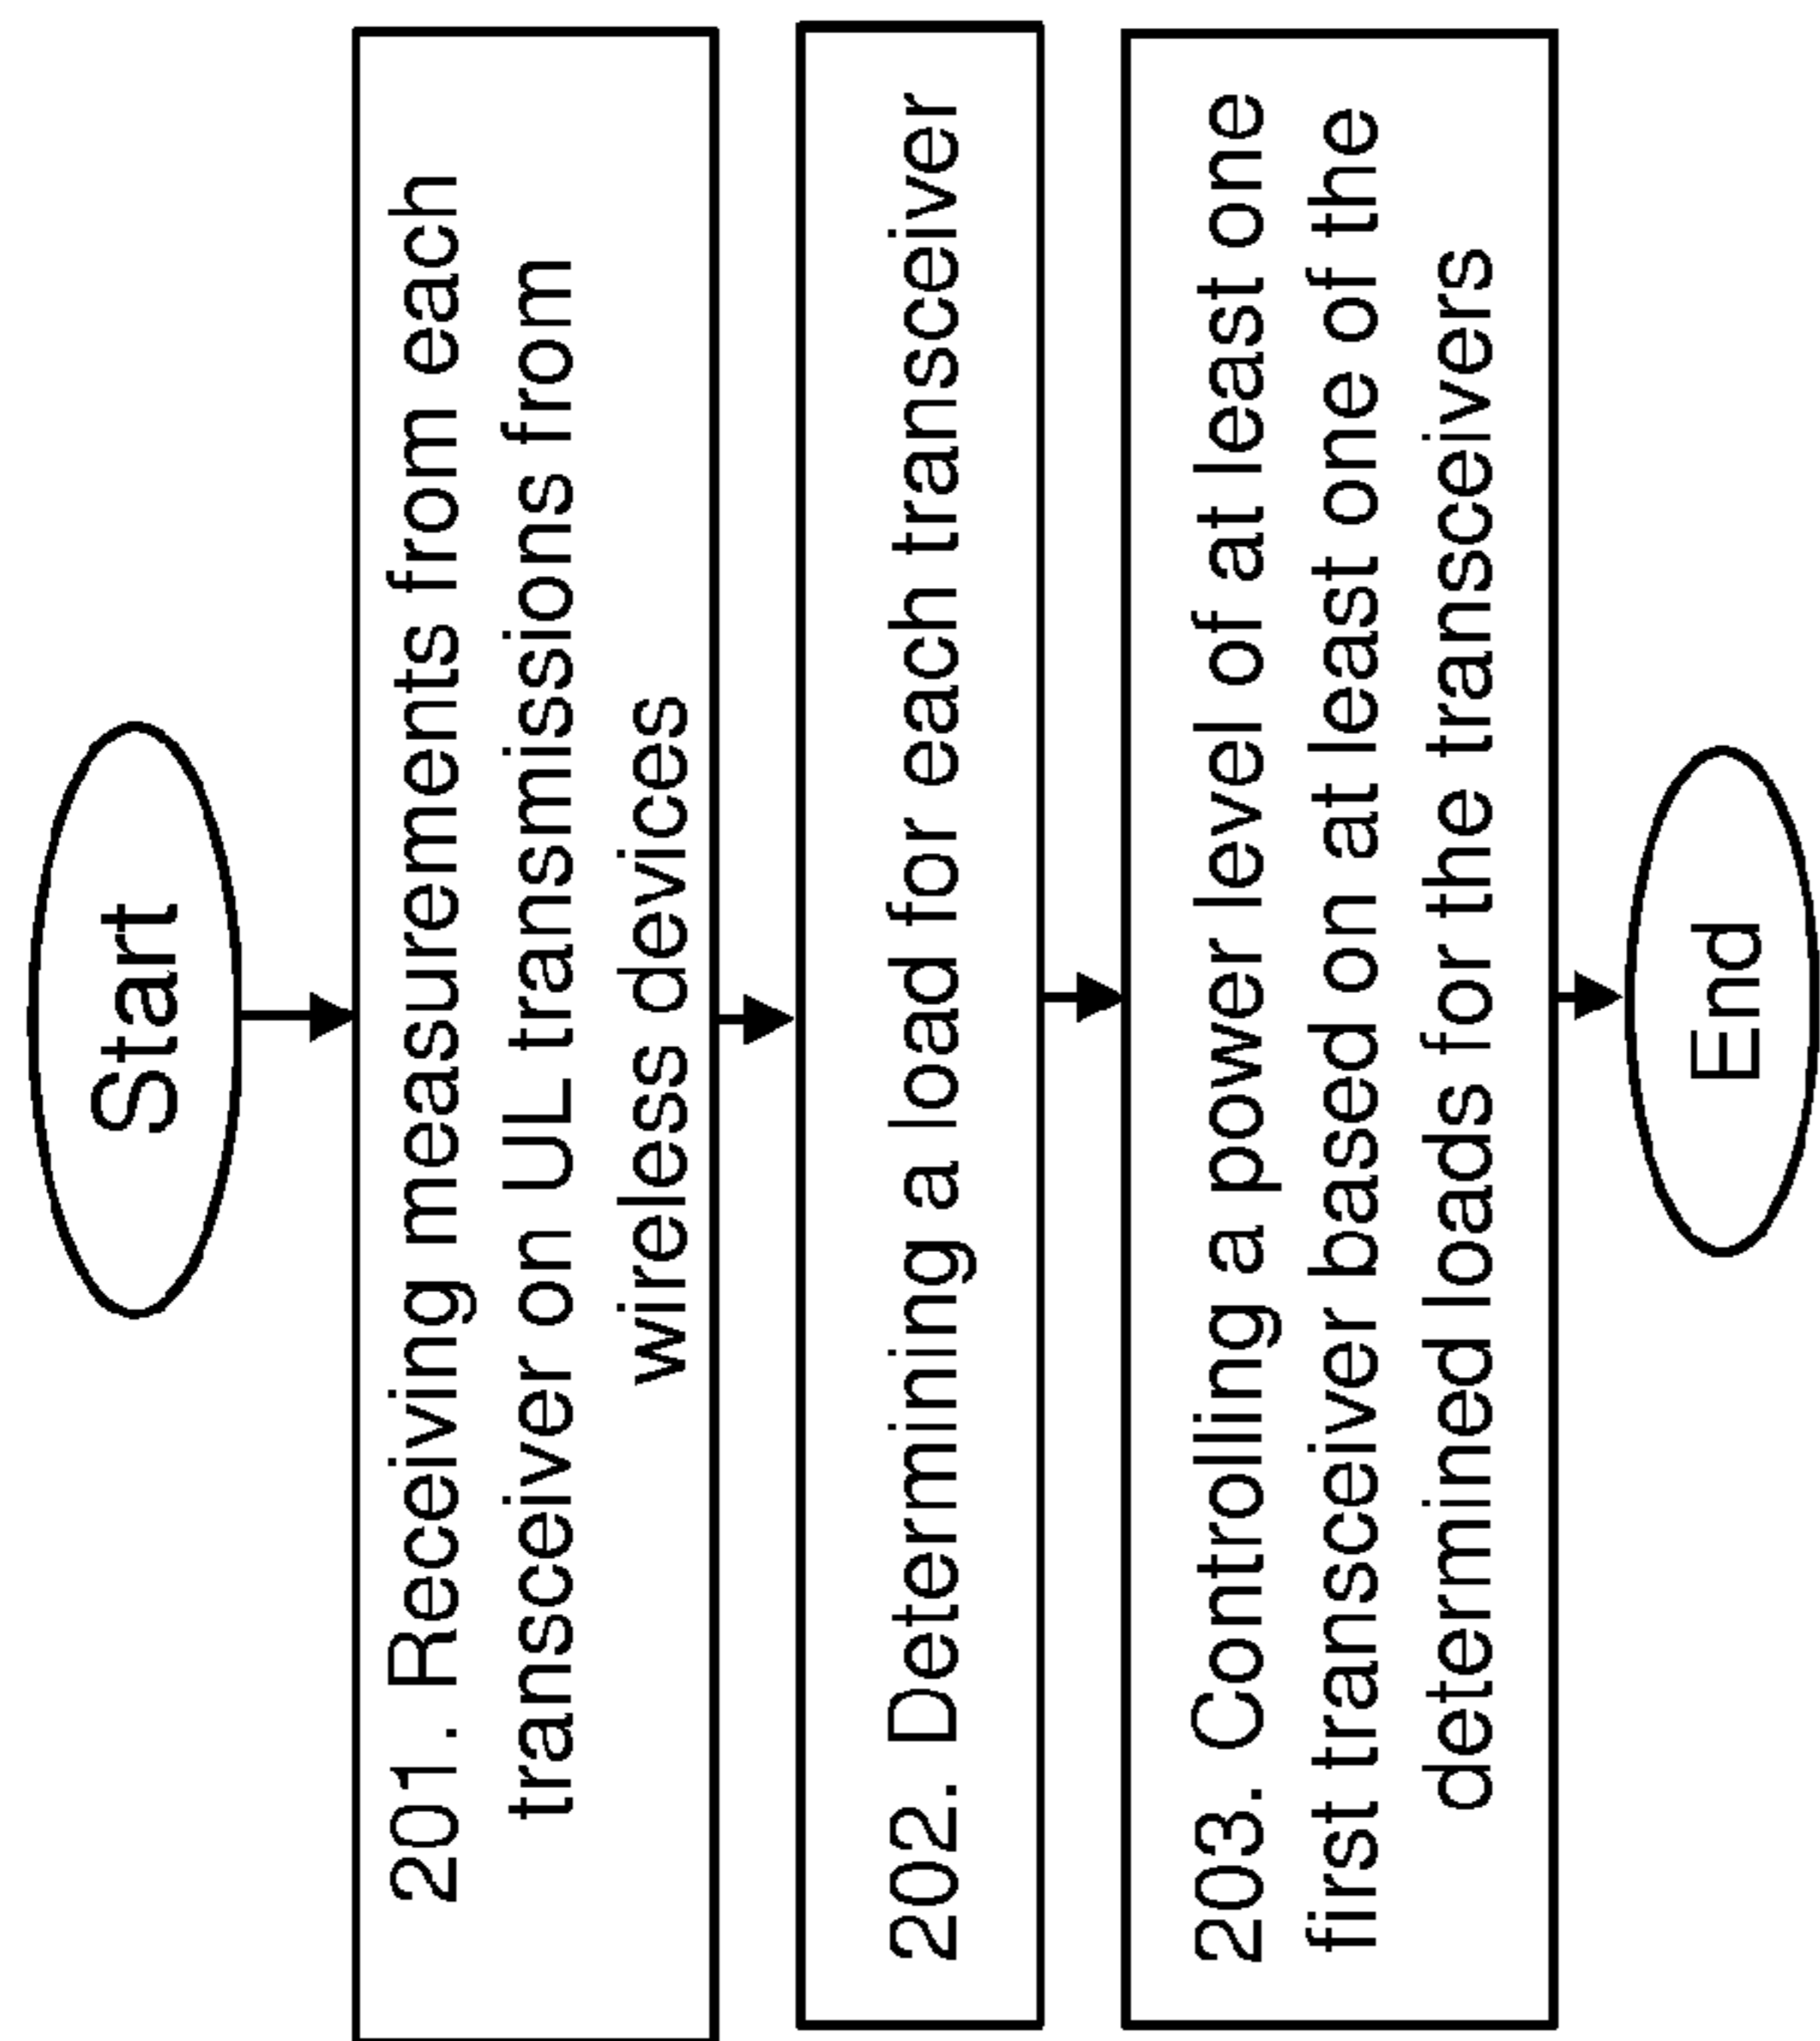 Start
201. Receiving measurements from each
transceiver on UL transmissions from
wireless devices
202. Determining a load for each transceiver
203. Controlling a power level of at least one
first transceiver based on at least one of the
determined loads for the transceivers
End